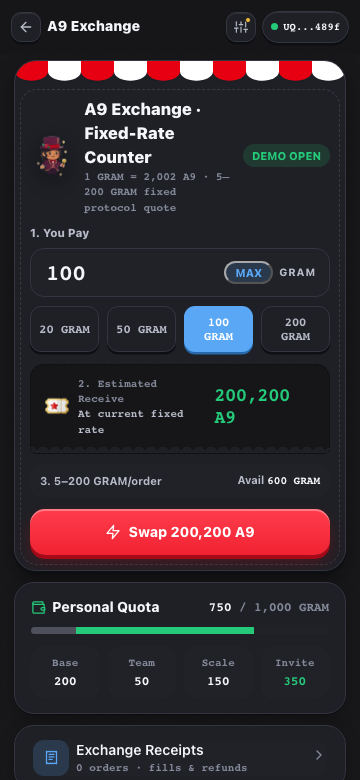 A9 Exchange
UQ...489f
A9 Exchange ·
Fixed-Rate
Counter
1 GRAM = 2,002 A9 · 5–
200 GRAM fixed
protocol quote
DEMO OPEN
1. You Pay
100
MAX
GRAM
20 GRAM
50 GRAM
100
GRAM
200
GRAM
2. Estimated
Receive
At current fixed
rate
200,200
A9
3. 5–200 GRAM/order
Avail 600 GRAM
Swap 200,200 A9
Personal Quota
750 / 1,000 GRAM
Base
200
Team
50
Scale
150
Invite
350
Exchange Receipts
0 orders · fills & refunds